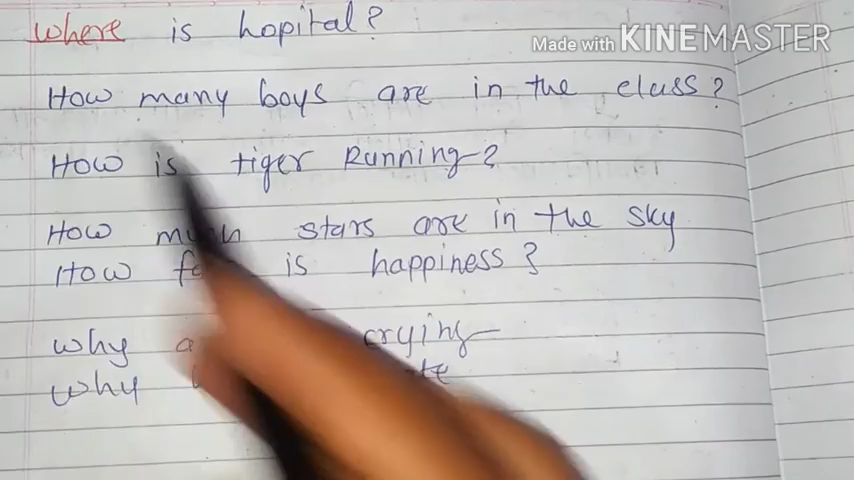 where is hopital?
Made with KINEMASTER
How many boys are in the class?
How is tiger Running?
How much stars are in the sky
How is happiness?
why crying
why